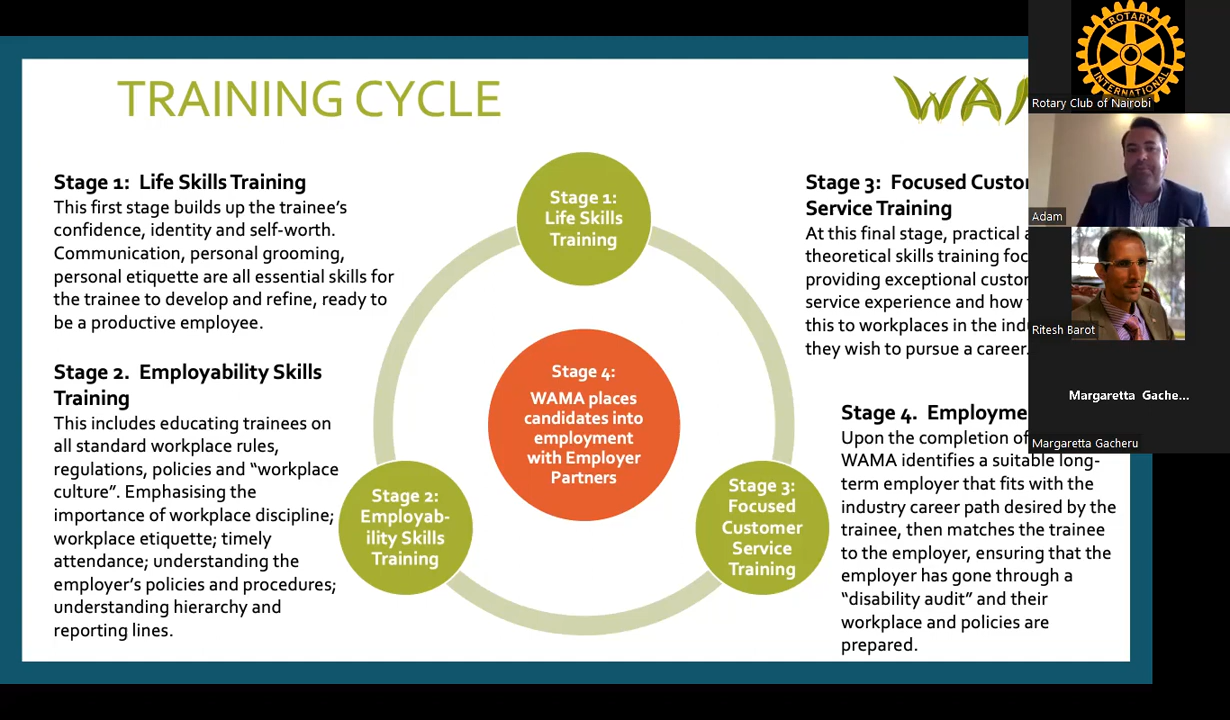 TRAINING CYCLE
Stage 1: Life Skills Training
This first stage builds up the trainee's
confidence, identity and self-worth.
Communication, personal grooming,
personal etiquette are all essential skills for
the trainee to develop and refine, ready to
be a productive employee.
Stage 2. Employability Skills
Training
This includes educating trainees on
all standard workplace rules,
regulations, policies and “workplace
culture”. Emphasising the
importance of workplace discipline;
workplace etiquette; timely
attendance; understanding the
employer's policies and procedures;
understanding hierarchy and
reporting lines.
Stage 1:
Life Skills
Training
Stage 4:
WAMA places
candidates into
employment
with Employer
Partners
Stage 2:
Employab-
ility Skills
Training
Stage 3:
Focused
Customer
Service
Training
WA
Stage 3: Focused
Service Training
At this final stage, practical
theoretical skills training
providing exceptional
service experience and how
this to workplaces in the
they wish to pursue a career.
Stage 4.
Upon the completion of
WAMA identifies a suitable long-
term employer that fits with the
industry career path desired by the
trainee, then matches the trainee
to the employer, ensuring that the
employer has gone through a
“disability audit” and their
workplace and policies are
prepared.
ROTARY
INTERNATIONAL
Rotary Club of Nairobi
Adam
Ritesh Barot
Margaretta Gache...
Margaretta Gacheru